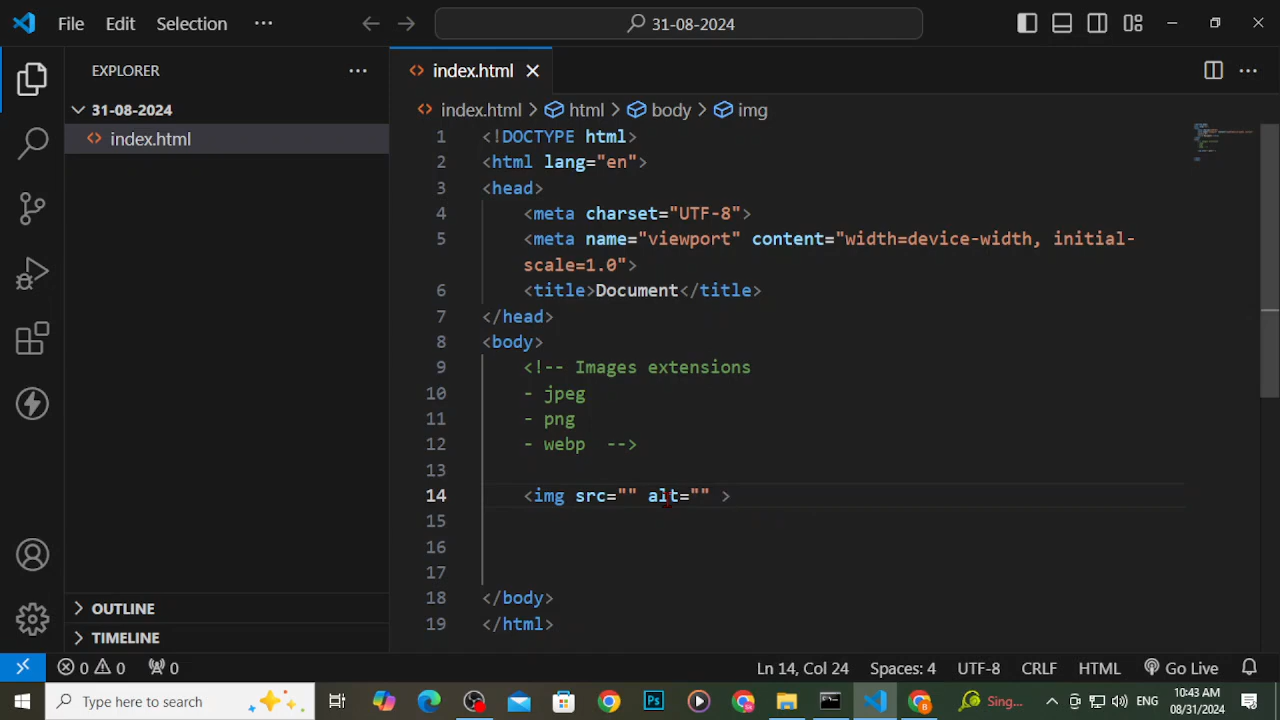 File Edit Selection ··· 31-08-2024
EXPLORER ···
31-08-2024
index.html
OUTLINE
TIMELINE
index.html
index.html > html > body > img
1 <!DOCTYPE html>
2 <html lang="en">
3 <head>
4 <meta charset="UTF-8">
5 <meta name="viewport" content="width=device-width, initial-
scale=1.0">
6 <title>Document</title>
7 </head>
8 <body>
9 <!-- Images extensions
10 - jpeg
11 - png
12 - webp -->
13
14 <img src="" alt="" >
15
16
17
18 </body>
19 </html>
0 0 0 Ln 14, Col 24 Spaces: 4 UTF-8 CRLF HTML Go Live
Type here to search Ps Sing... ENG 10:43 AM
08/31/2024